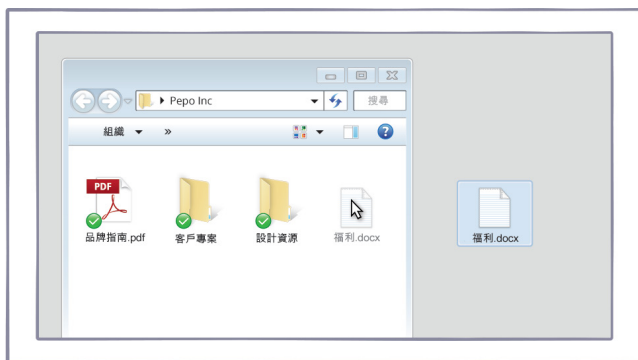 Pepo Inc
搜尋
組織
»
?
PDF
品牌指南.pdf
客戶專案
設計資源
福利.docx
福利.docx